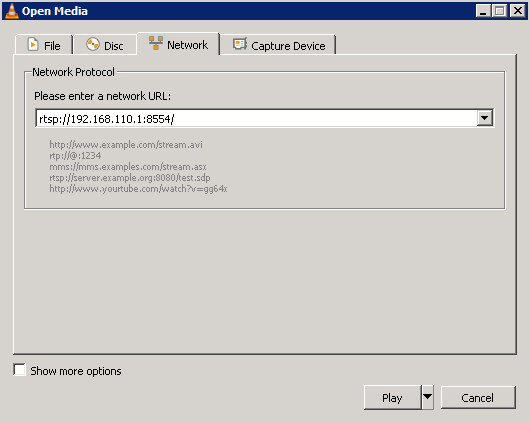 Open Media
File
Disc
Network
Capture Device
Network Protocol
Please enter a network URL:
rtsp://192.168.110.1:8554/
http://www.example.com/stream.avi
rtp://@:1234
mms://mms.examples.com/stream.asx
rtsp://server.example.org:8080/test.sdp
http://www.yourtube.com/watch?v=gg64x
Show more options
Play
Cancel